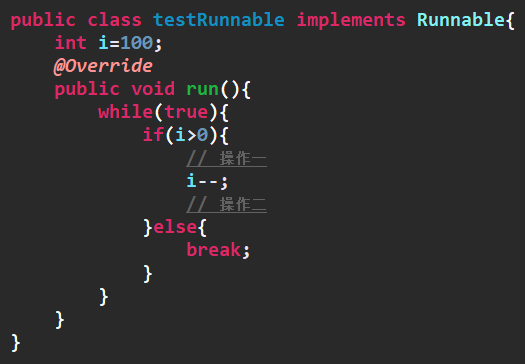 public class testRunnable implements Runnable{
    int i=100;
    @Override
    public void run(){
        while(true){
            if(i>0){
                // 操作一
                i--;
                // 操作二
            }else{
                break;
            }
        }
    }
}